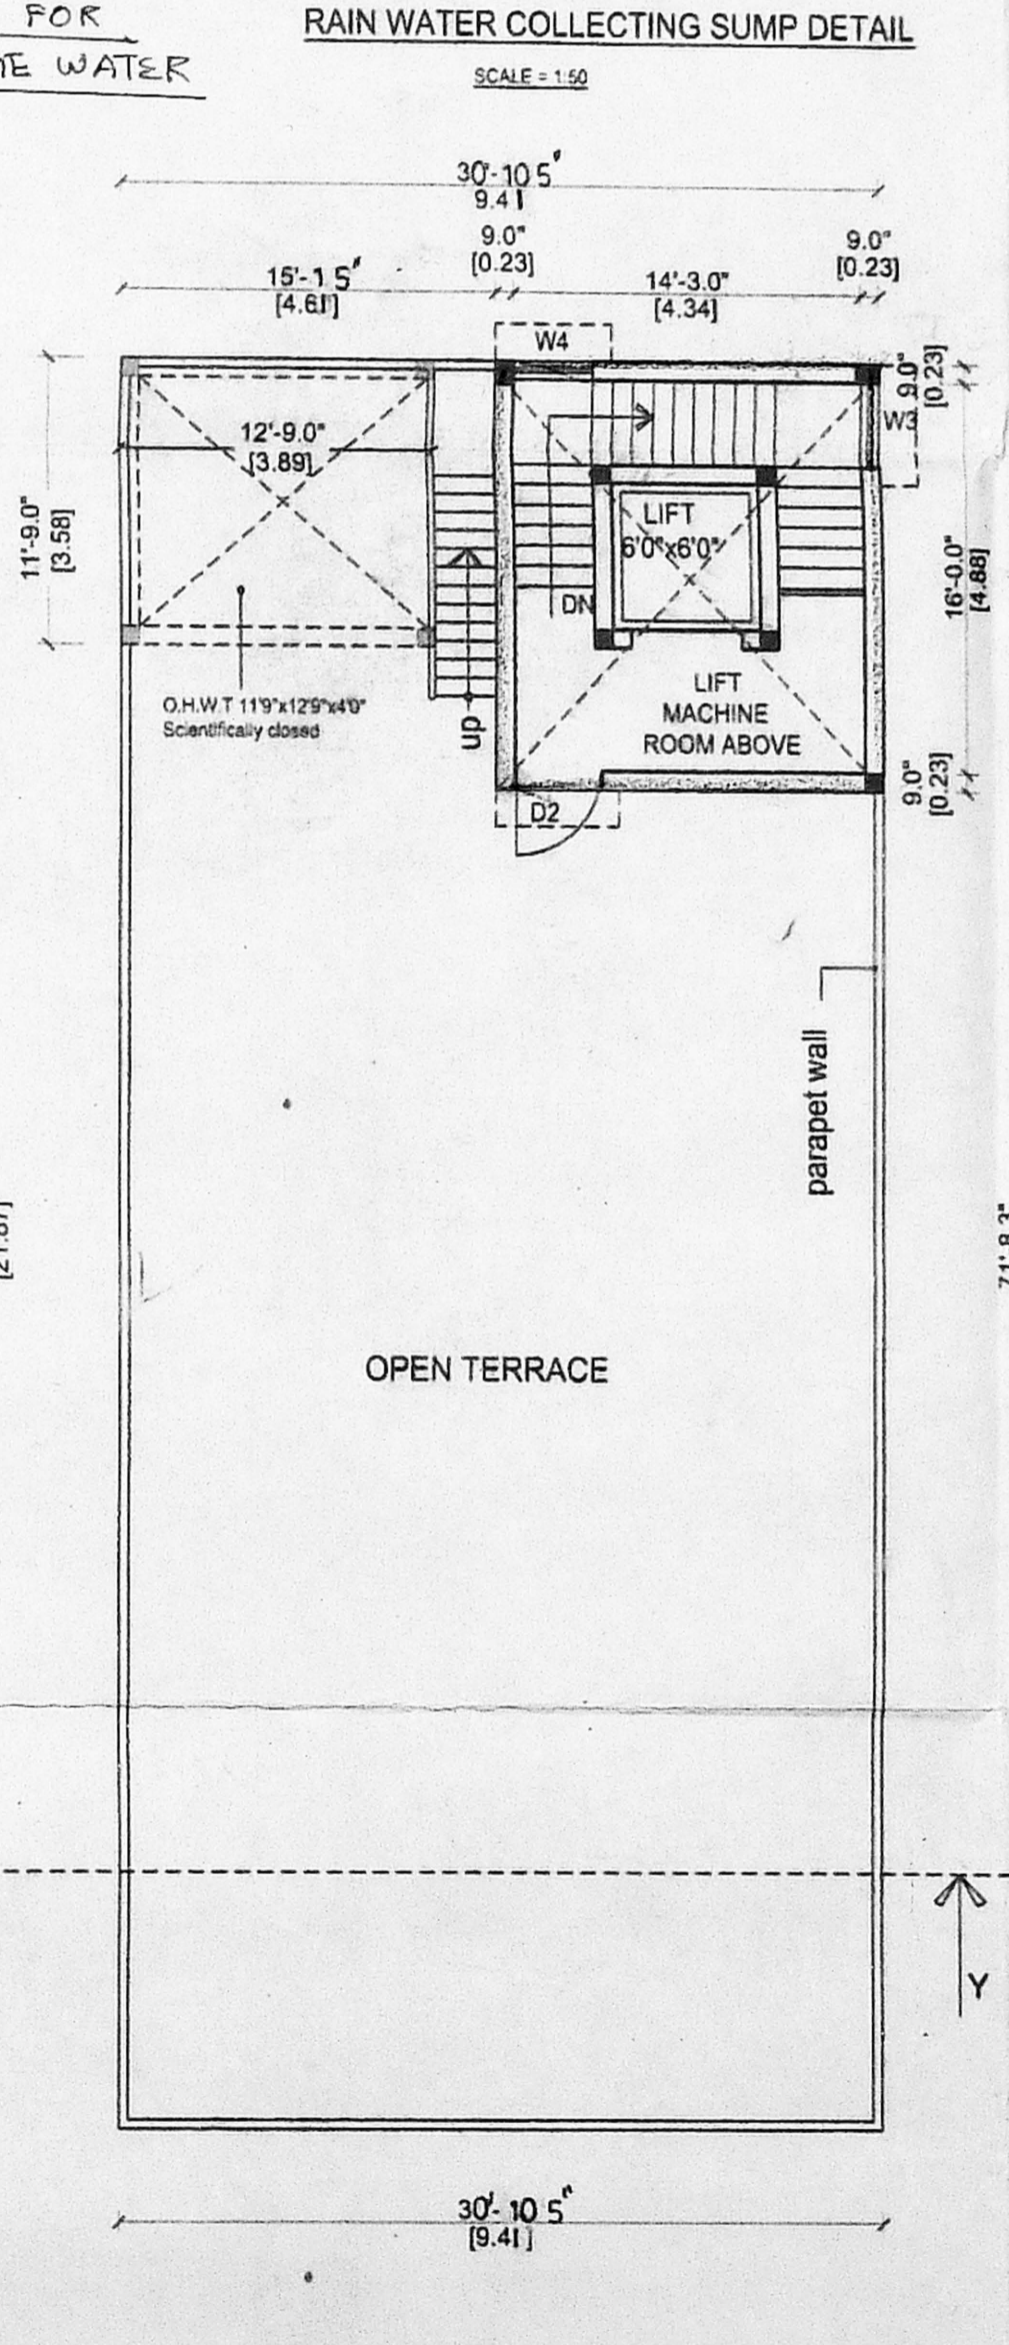 FOR
WATER
RAIN WATER COLLECTING SUMP DETAIL
SCALE = 1:50
30'-10 5"
9.41
9.0"
[0.23]
9.0"
[0.23]
15'-1 5"
[4.61]
14'-3.0"
[4.34]
W4
9.0"
[0.23]
W3
12'-9.0"
[3.89]
11'-9.0"
[3.58]
LIFT
6'0"x6'0"
DN
16'-0.0"
[4.88]
LIFT
MACHINE
ROOM ABOVE
O.H.W.T 11'9"x12'9"x4'0"
Scientifically closed
up
9.0"
[0.23]
D2
parapet wall
OPEN TERRACE
Y
30'-10 5"
[9.41]